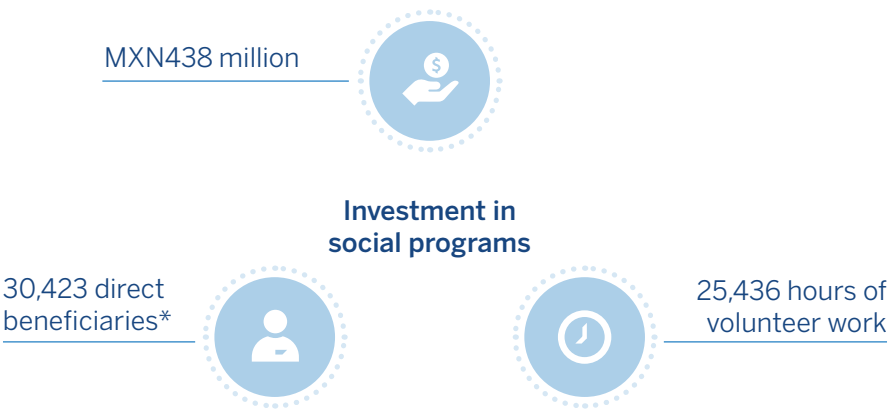 MXN438 million
$
Investment in
social programs
30,423 direct
beneficiaries*
25,436 hours of
volunteer work